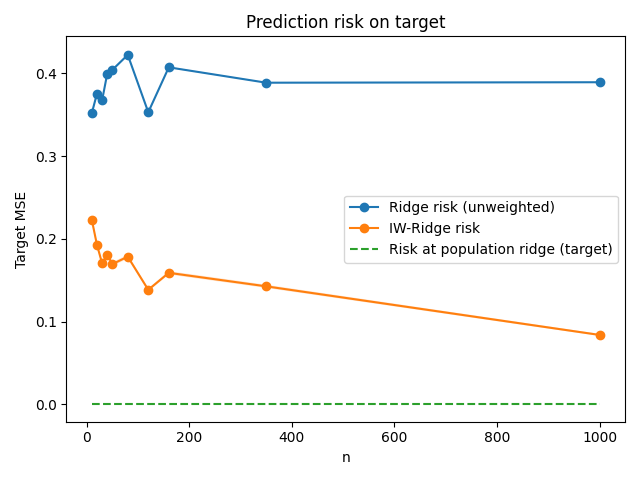 Prediction risk on target
Target MSE
0.4
0.3
0.2
0.1
0.0
Ridge risk (unweighted)
IW-Ridge risk
Risk at population ridge (target)
0 200 400 600 800 1000
n